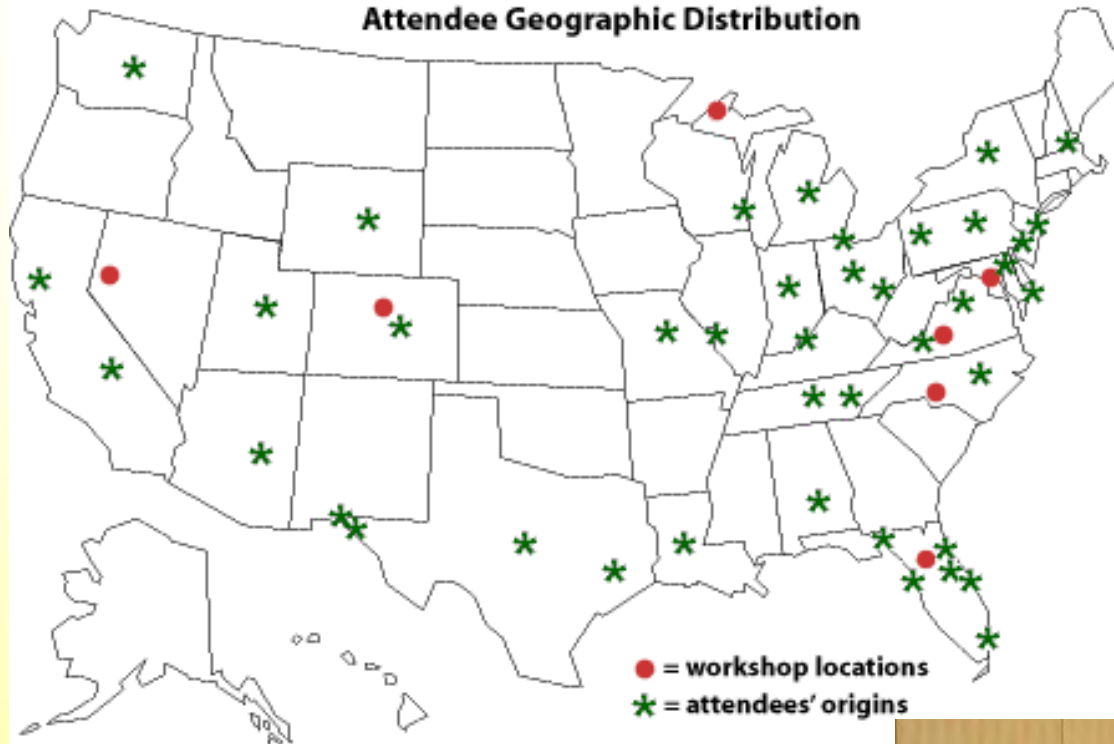 Attendee Geographic Distribution
= workshop locations
= attendees' origins